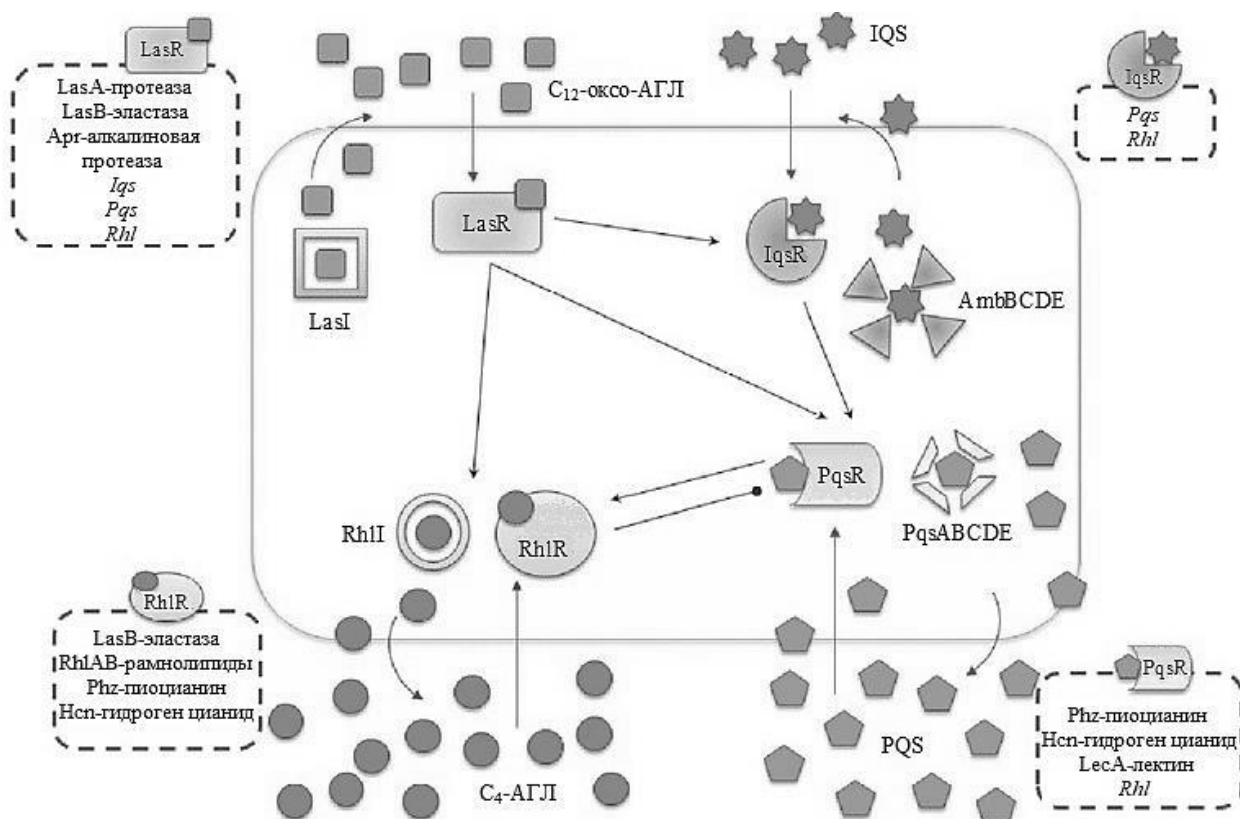 LasR
LasA-протеаза
LasB-эластаза
Apr-алкалиновая
протеаза
Iqs
Pqs
Rhl
C₁₂-оксо-АГЛ
IQS
IqsR
Pqs
Rhl
LasR
IqsR
LasI
AmbBCDE
PqsR
PqsABCDE
RhlI
RhlR
RhlR
LasB-эластаза
RhlAB-рамнолипиды
Phz-пиоцианин
Hcn-гидроген цианид
C₄-АГЛ
PQS
PqsR
Phz-пиоцианин
Hcn-гидроген цианид
LecA-лектин
Rhl